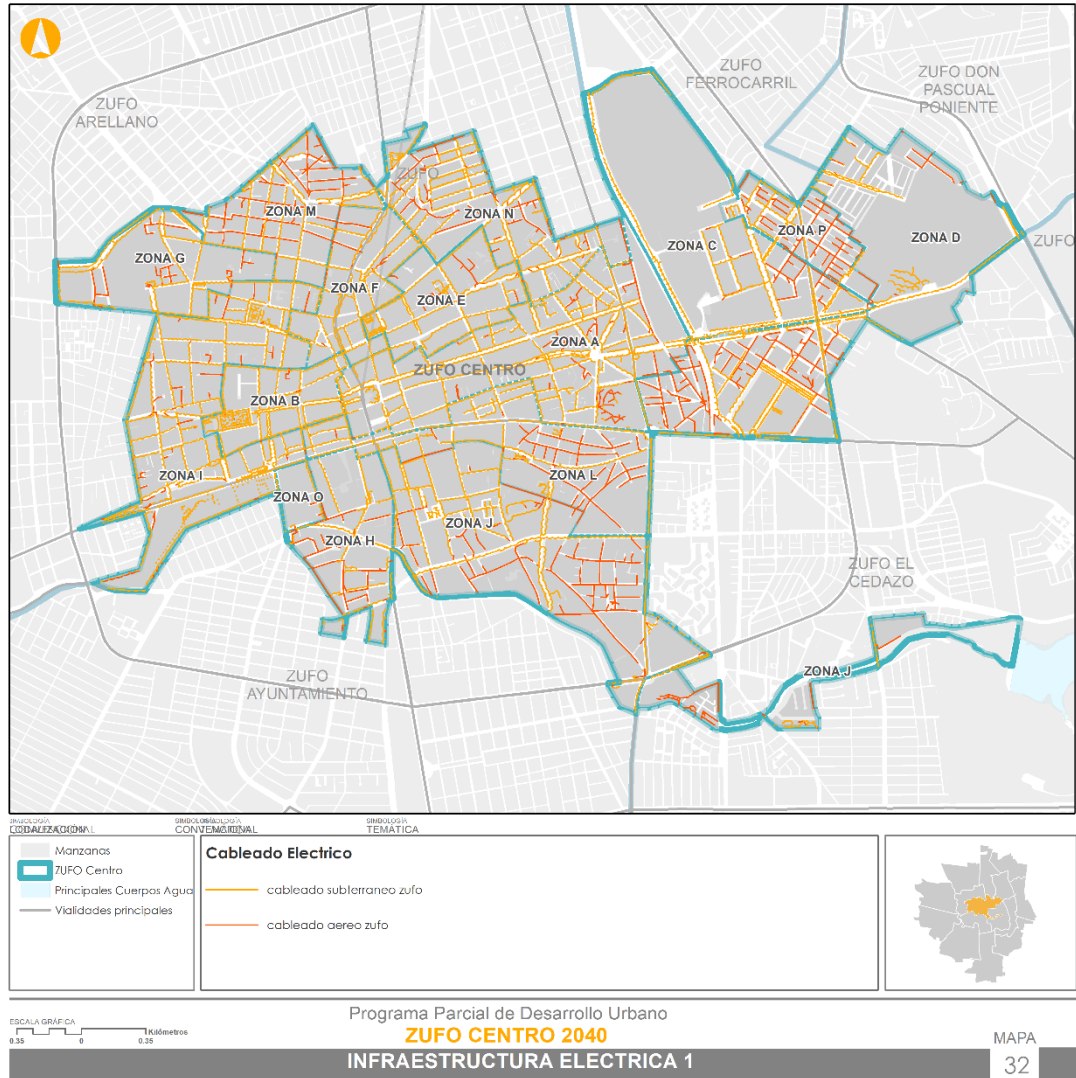 ZUFO
FERROCARRIL
ZUFO DON
PASCUAL
PONIENTE
ZUFO
ARELLANO
ZUFO
ZONA M
ZONA N
ZONA P
ZONA D
ZUFO
ZONA C
ZONA G
ZONA F
ZONA E
ZONA A
ZUFO CENTRO
ZONA B
ZONA I
ZONA L
ZONA O
ZONA J
ZONA H
ZUFO EL
CEDAZO
ZONA J
ZUFO
AYUNTAMIENTO
SIMBOLOGÍA
TEMATICA
Manzanas
ZUFO Centro
Principales Cuerpos Agua
Vialidades principales
Cableado Electrico
cableado subterraneo zufo
cableado aereo zufo
Programa Parcial de Desarrollo Urbano
ZUFO CENTRO 2040
INFRAESTRUCTURA ELECTRICA 1
ESCALA GRÁFICA
0.35 0 0.35 Kilómetros
MAPA
32